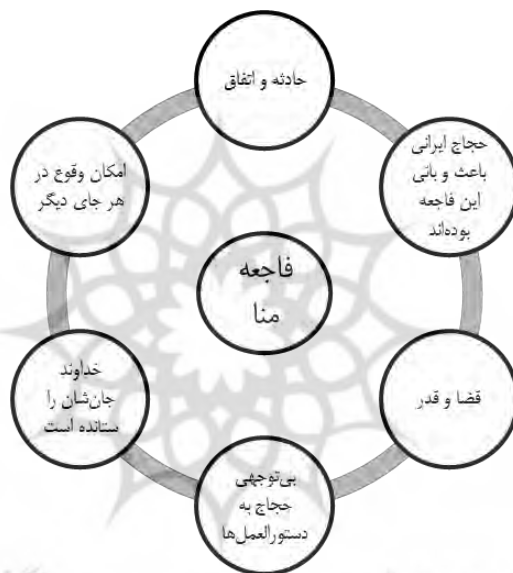 حادثه و اتفاق
حجاج ایرانی
باعث و باتی
این فاجعه
بوده‌اند
قضا و قدر
بی‌توجهی
حجاج به
دستورالعمل‌ها
خداوند
جان‌شان را
ستانده است
امکان وقوع در
هر جای دیگر
فاجعه
منا